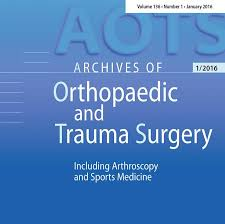 Volume 136 • Number 1 • January 2016
AOTS
ARCHIVES OF
1/2016
Orthopaedic
and
Trauma Surgery
Including Arthroscopy
and Sports Medicine